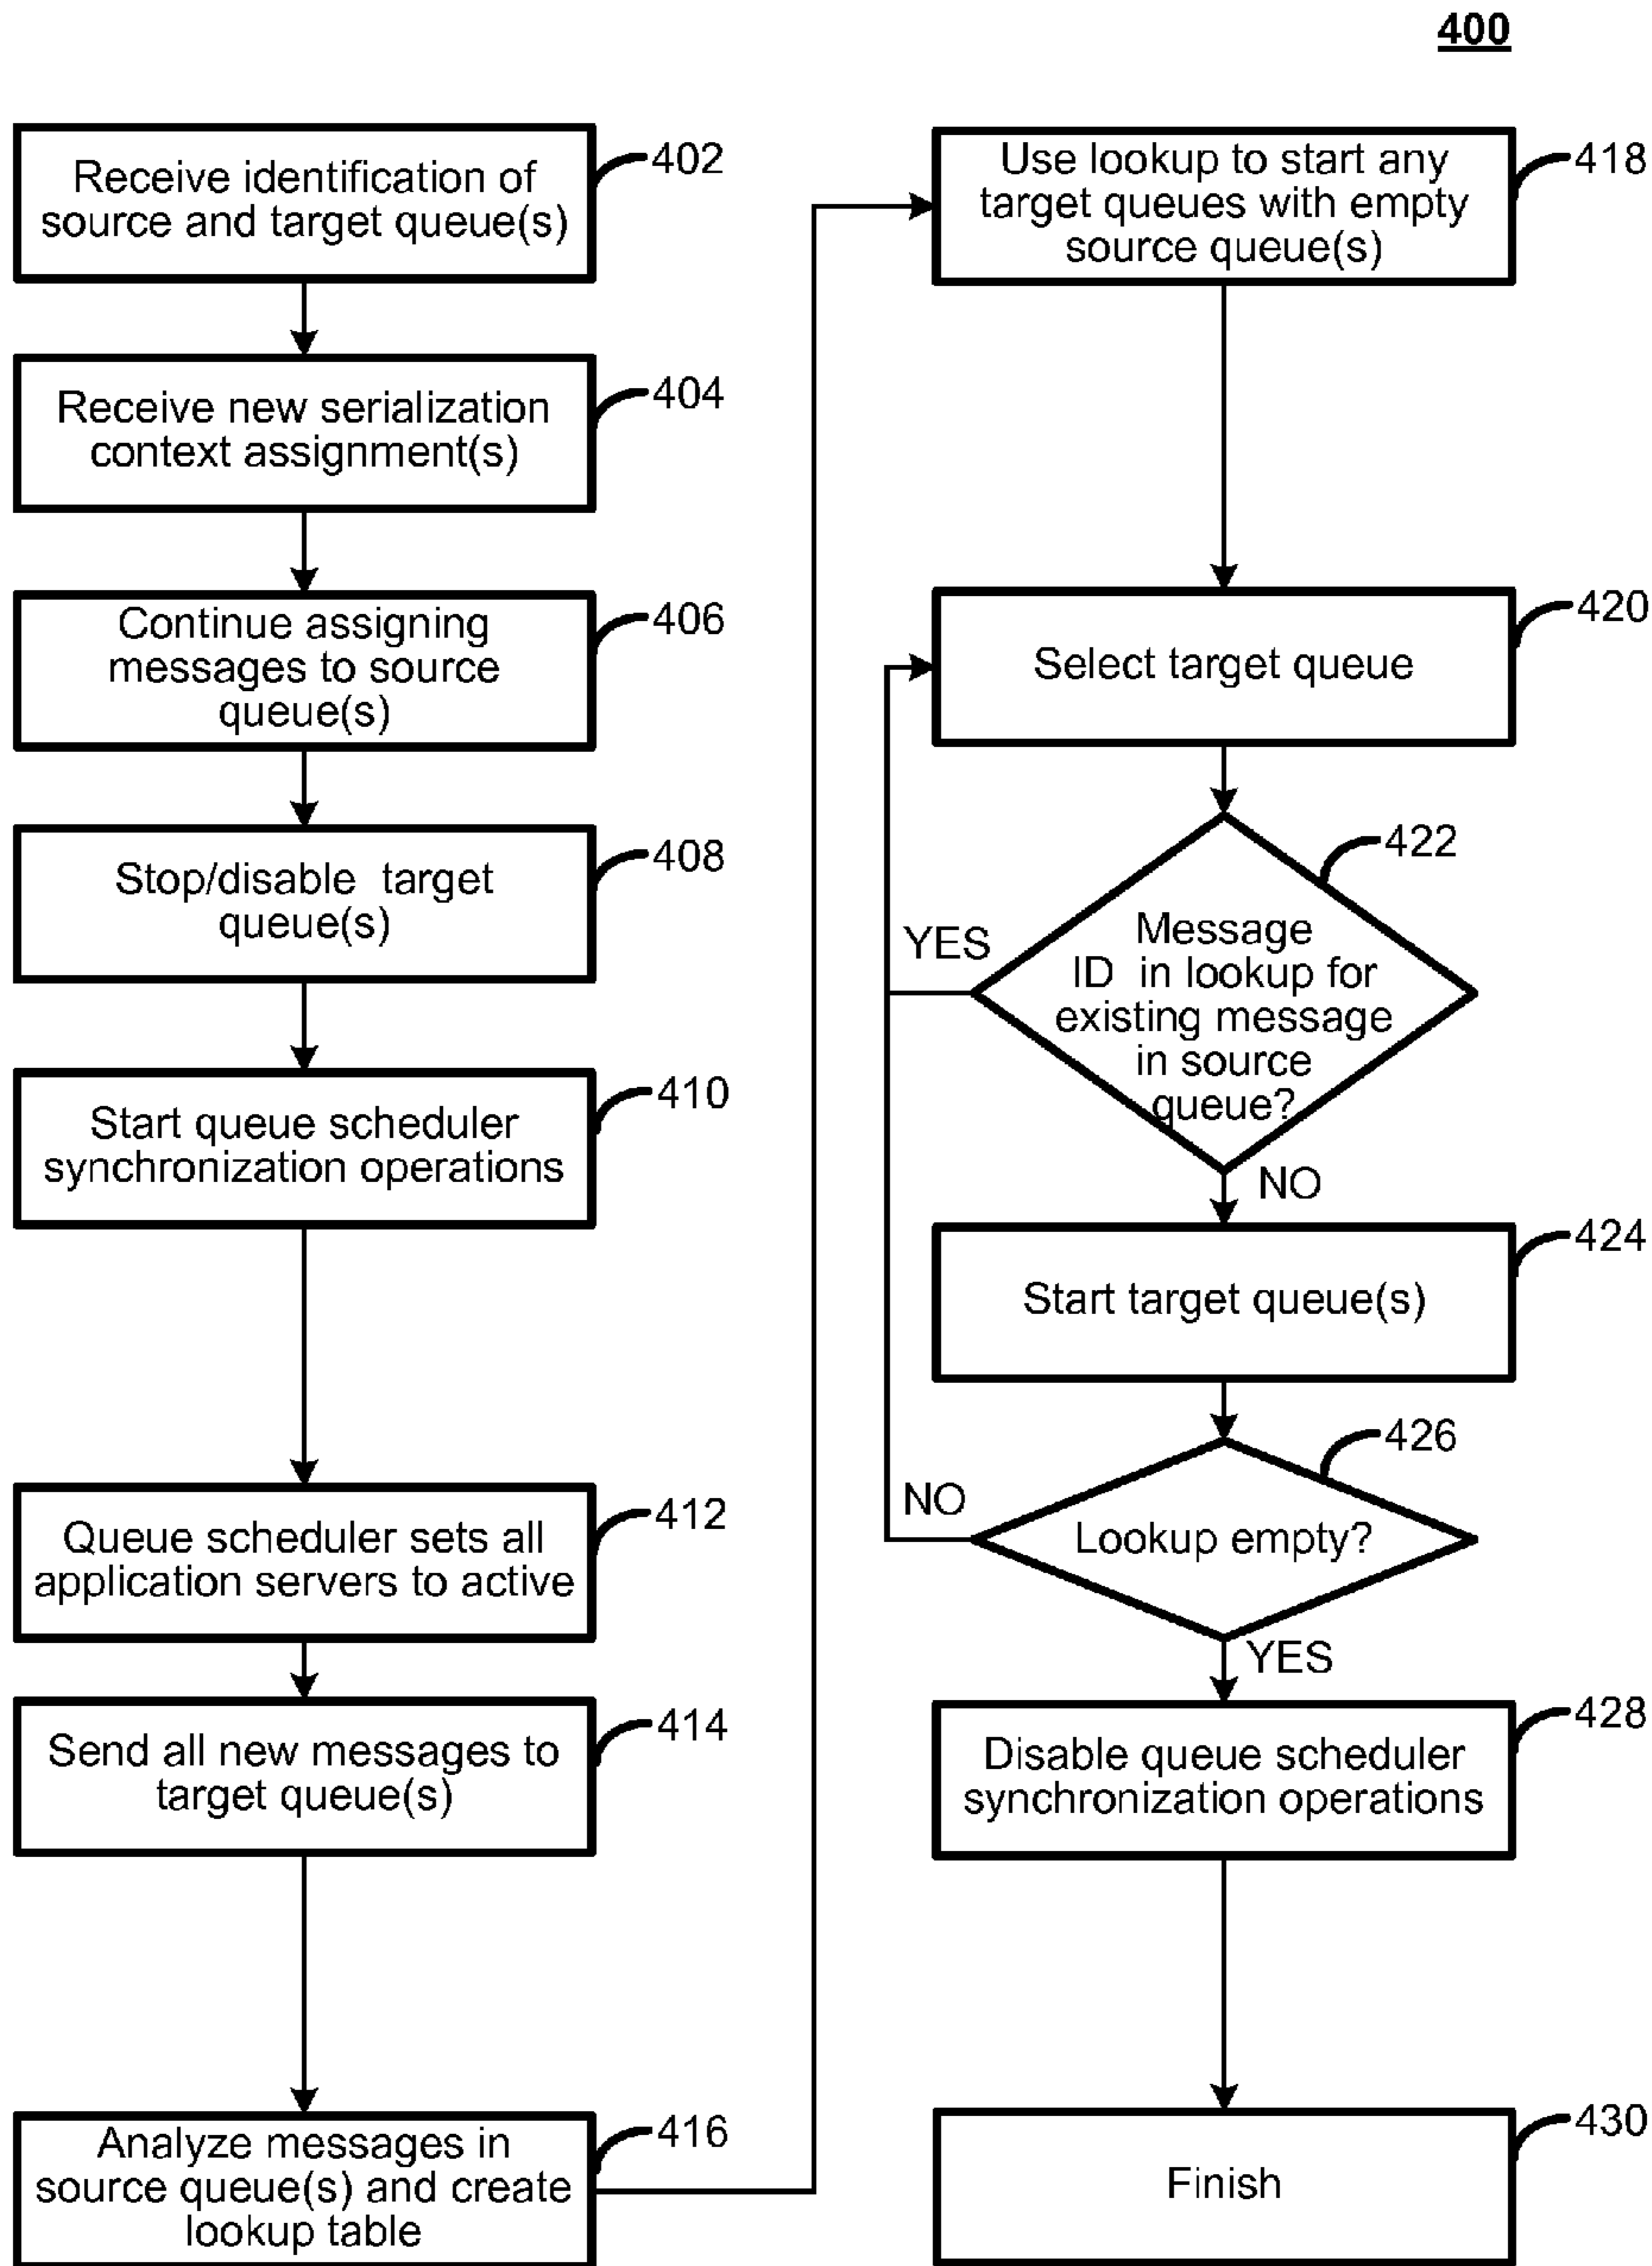 400
Receive identification of
source and target queue(s)
402
Receive new serialization
context assignment(s)
404
Continue assigning
messages to source
queue(s)
406
Stop/disable target
queue(s)
408
Start queue scheduler
synchronization operations
410
Queue scheduler sets all
application servers to active
412
Send all new messages to
target queue(s)
414
Analyze messages in
source queue(s) and create
lookup table
416
Use lookup to start any
target queues with empty
source queue(s)
418
Select target queue
420
422
Message
ID in lookup for
existing message
in source
queue?
YES
NO
Start target queue(s)
424
426
Lookup empty?
NO
YES
Disable queue scheduler
synchronization operations
428
Finish
430